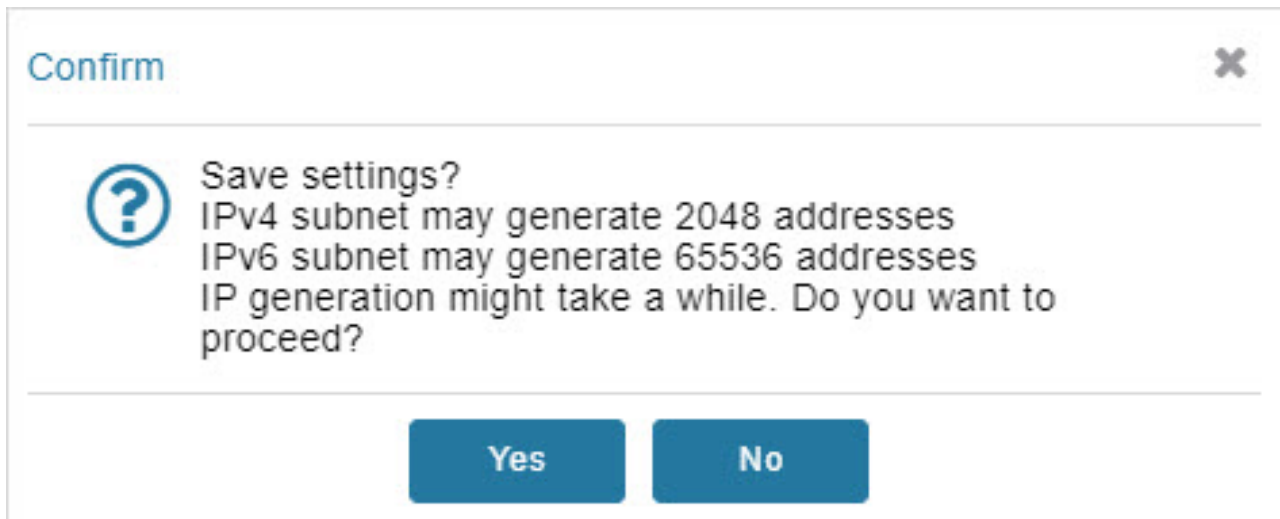 Confirm
Save settings?
IPv4 subnet may generate 2048 addresses
IPv6 subnet may generate 65536 addresses
IP generation might take a while. Do you want to
proceed?
Yes
No